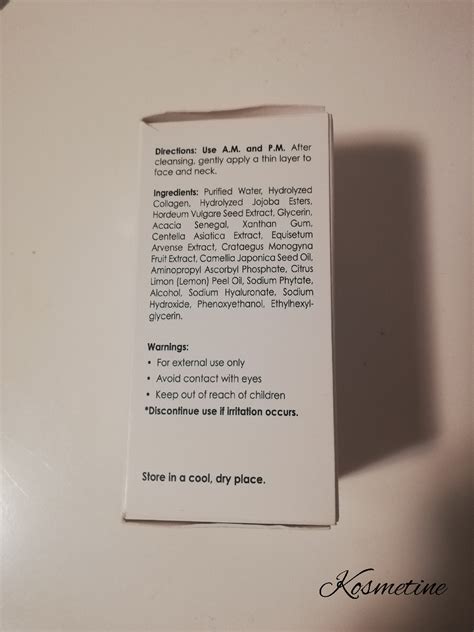 Directions: Use A.M. and P.M. After
cleansing, gently apply a thin layer to
face and neck.
Ingredients: Purified Water, Hydrolyzed
Collagen, Hydrolyzed Jojoba Esters,
Hordeum Vulgare Seed Extract, Glycerin,
Acacia Senegal, Xanthan Gum,
Centella Asiatica Extract, Equisetum
Arvense Extract, Crataegus Monogyna
Fruit Extract, Camellia Japonica Seed Oil,
Aminopropyl Ascorbyl Phosphate, Citrus
Limon (Lemon) Peel Oil, Sodium Phytate,
Alcohol, Sodium Hyaluronate, Sodium
Hydroxide, Phenoxyethanol, Ethylhexyl-
glycerin.
Warnings:
• For external use only
• Avoid contact with eyes
• Keep out of reach of children
*Discontinue use if irritation occurs.
Store in a cool, dry place.
Kosmetine